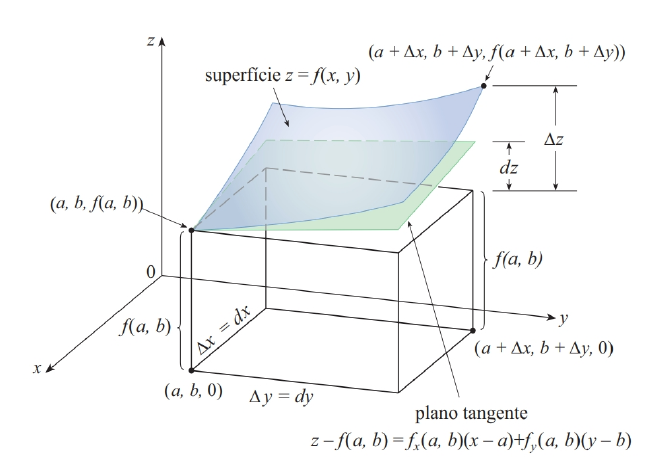 z
(a + Δx, b + Δy, f(a + Δx, b + Δy))
superfície z = f(x, y)
Δz
dz
(a, b, f(a, b))
f(a, b)
0
f(a, b)
Δx = dx
y
x
(a + Δx, b + Δy, 0)
(a, b, 0)
Δy = dy
plano tangente
z – f(a, b) = fₓ(a, b)(x – a)+f_y(a, b)(y – b)